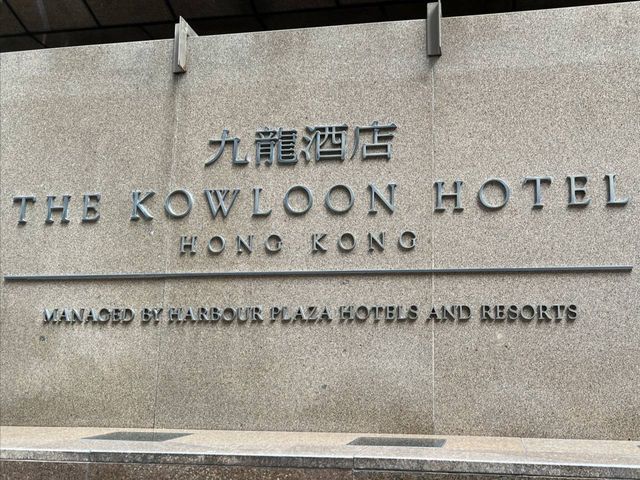 九龍酒店
THE KOWLOON HOTEL
HONG KONG
MANAGED BY HARBOUR PLAZA HOTELS AND RESORTS